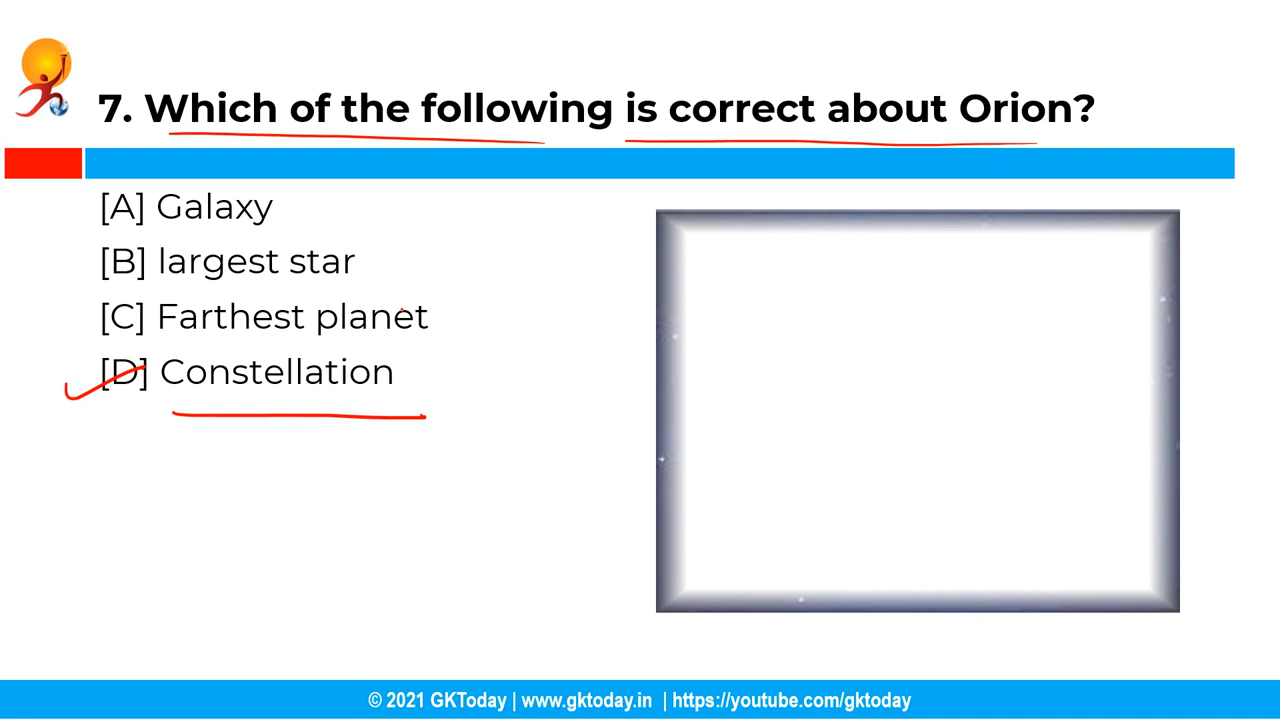 7. Which of the following is correct about Orion?
[A] Galaxy
[B] largest star
[C] Farthest planet
[D] Constellation
© 2021 GKToday | www.gktoday.in | https://youtube.com/gktoday